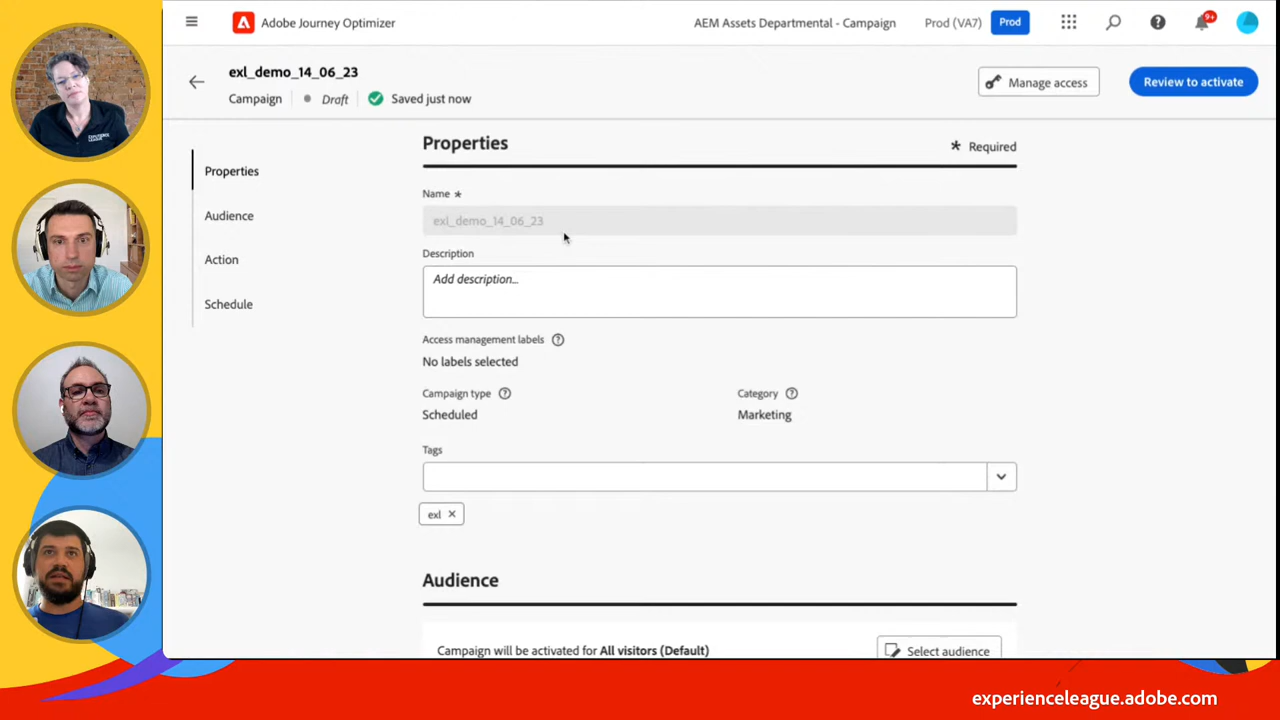 Adobe Journey Optimizer
AEM Assets Departmental - Campaign
Prod (VA7)
Prod
9+
exl_demo_14_06_23
Campaign
Draft
Saved just now
Manage access
Review to activate
Properties
Audience
Action
Schedule
Properties
* Required
Name *
exl_demo_14_06_23
Description
Add description...
Access management labels
No labels selected
Campaign type
Category
Scheduled
Marketing
Tags
exl
Audience
Campaign will be activated for All visitors (Default)
Select audience
EXPERIENCE
LEAGUE
experienceleague.adobe.com